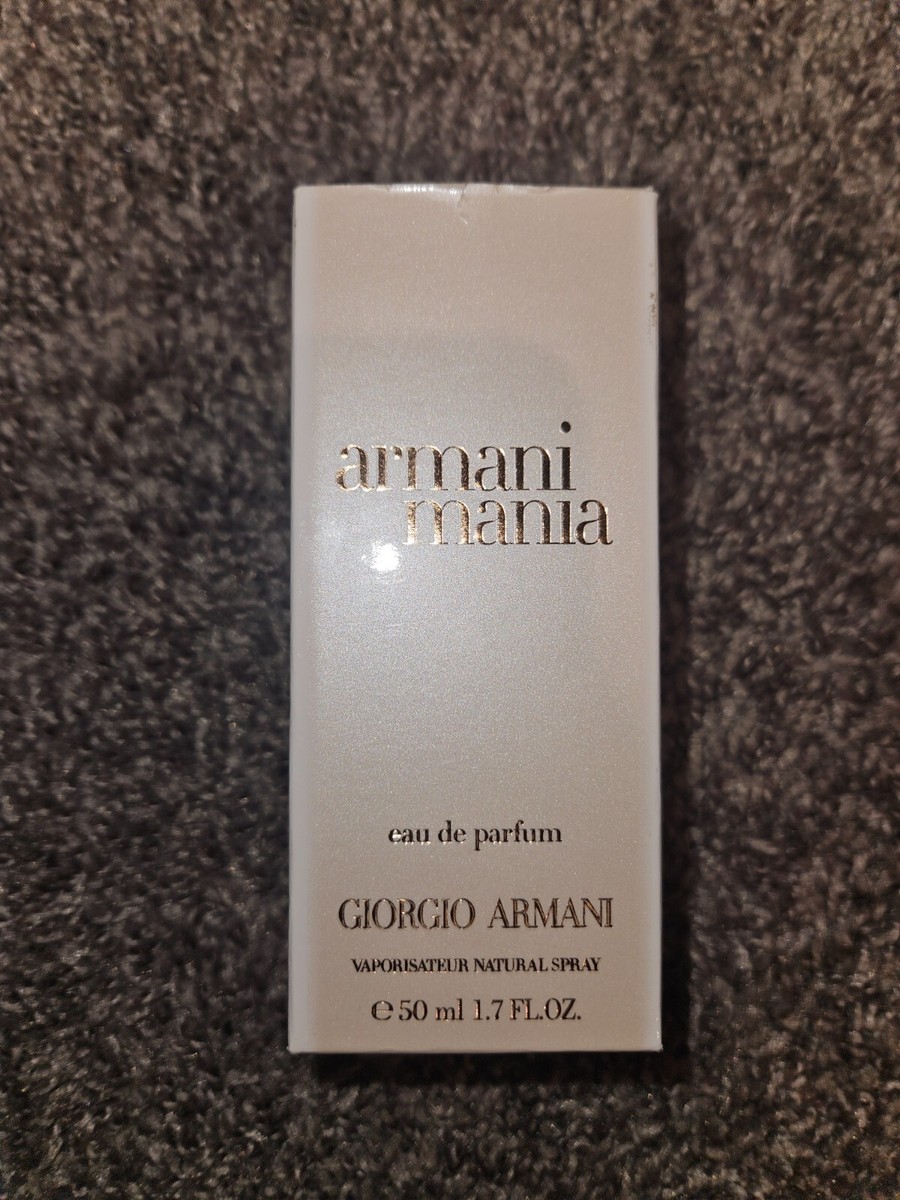 armani
mania
eau de parfum
GIORGIO ARMANI
VAPORISATEUR NATURAL SPRAY
℮ 50 ml 1.7 FL.OZ.